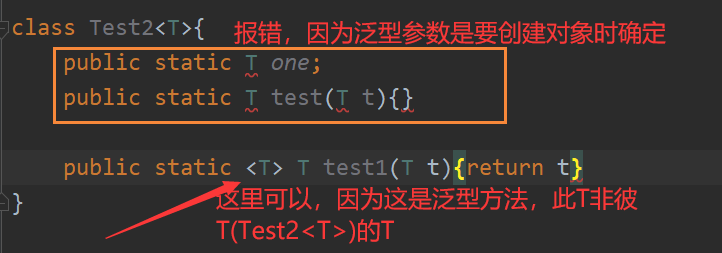 class Test2<T>{
报错，因为泛型参数是要创建对象时确定
public static T one;
public static T test(T t){}
public static <T> T test1(T t){return t}
这里可以，因为这是泛型方法，此T非彼
T(Test2<T>)的T
}